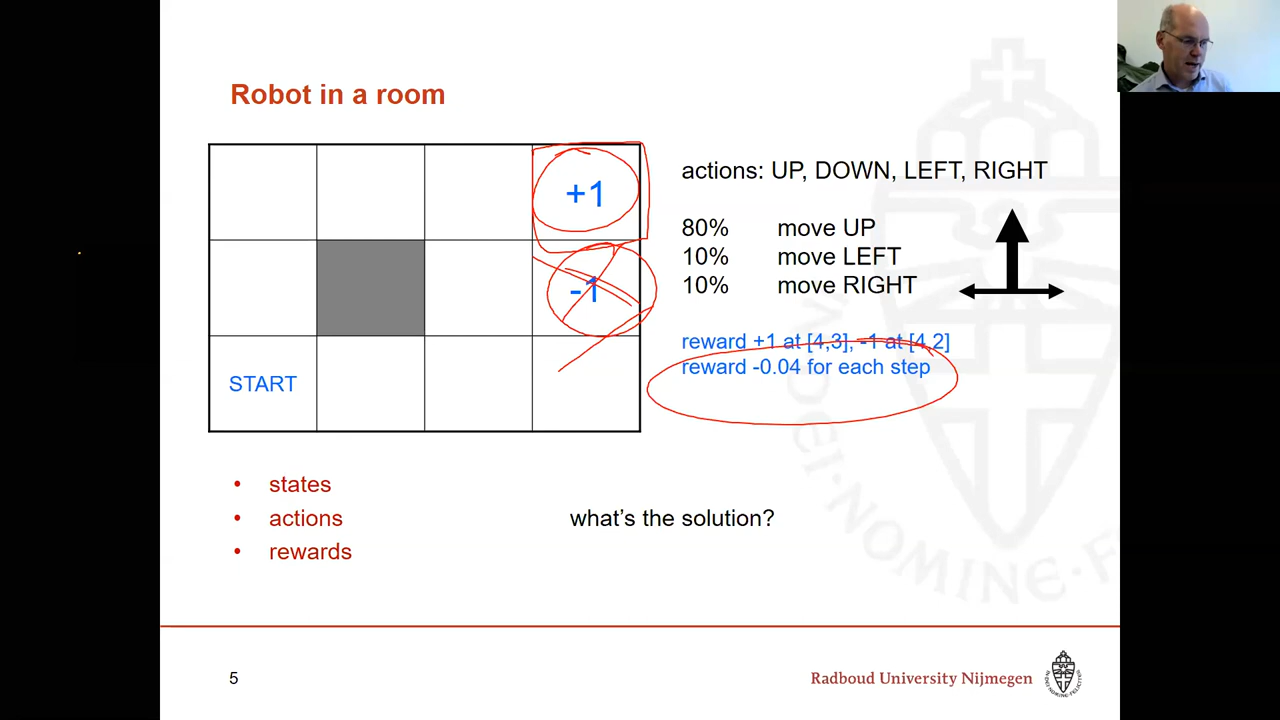 Robot in a room
+1
-1
START
actions: UP, DOWN, LEFT, RIGHT
80% move UP
10% move LEFT
10% move RIGHT
reward +1 at [4,3], -1 at [4,2]
reward -0.04 for each step
• states
• actions
• rewards
what's the solution?
5
Radboud University Nijmegen
NOMINE